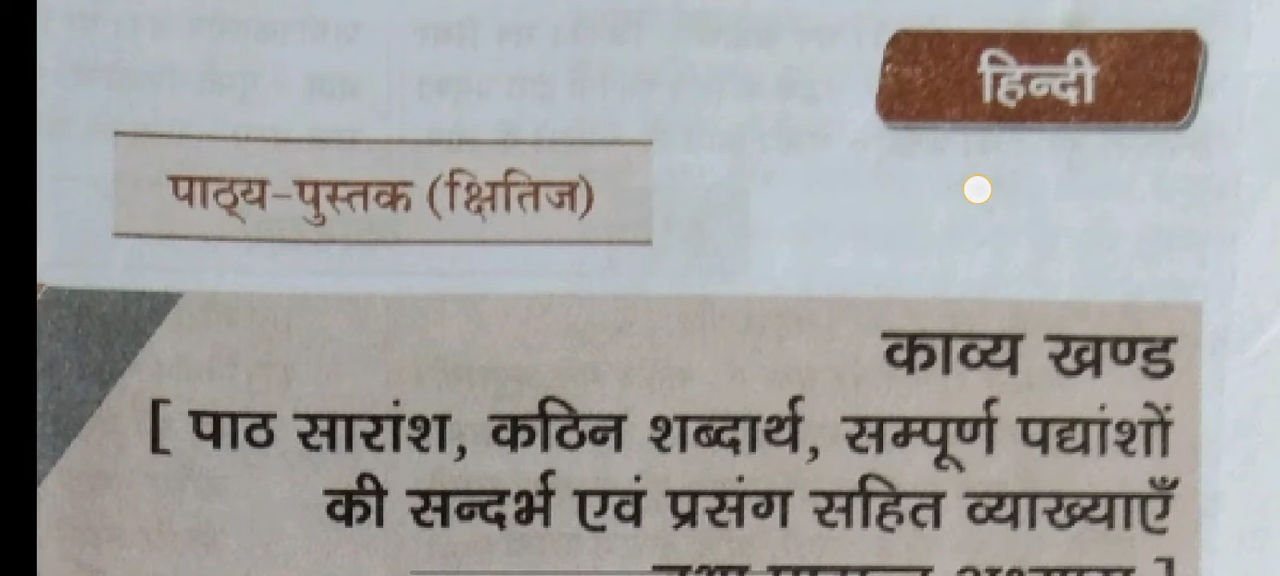 हिन्दी
पाठ्य-पुस्तक (क्षितिज)
काव्य खण्ड
[ पाठ सारांश, कठिन शब्दार्थ, सम्पूर्ण पद्यांशों
की सन्दर्भ एवं प्रसंग सहित व्याख्याएँ